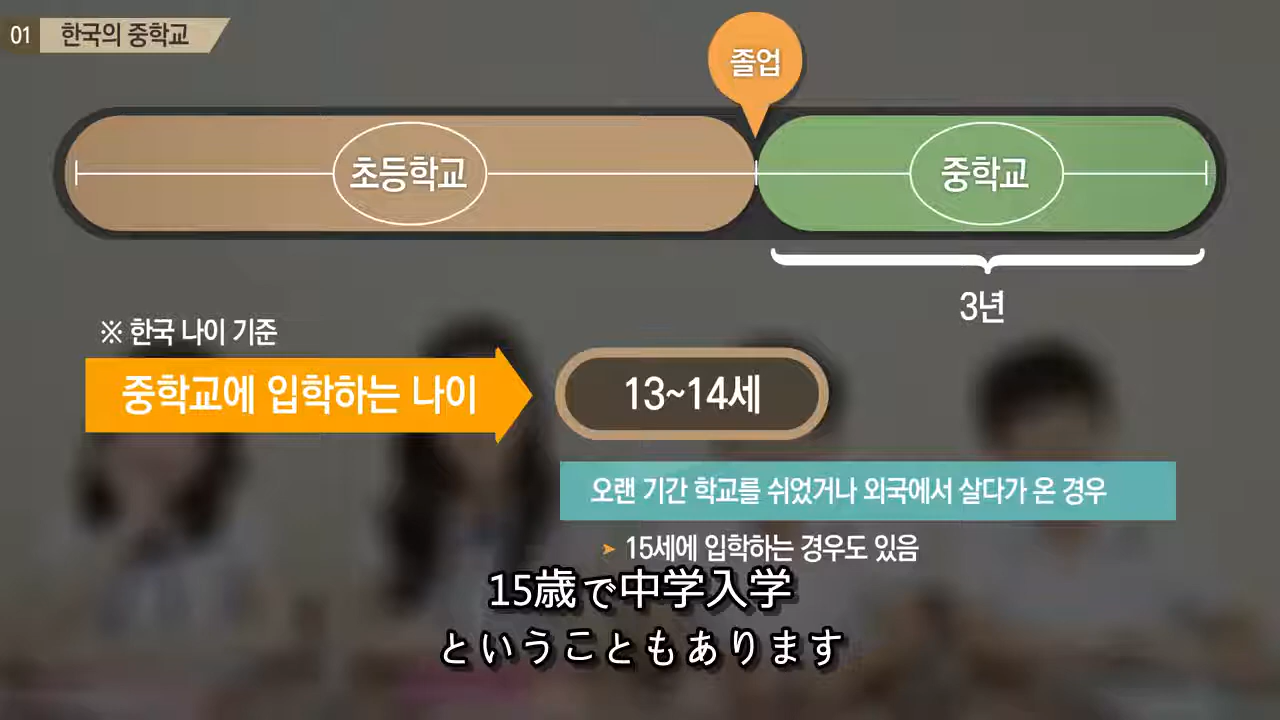 01 한국의 중학교
졸업
초등학교
중학교
3년
※ 한국 나이 기준
중학교에 입학하는 나이
13~14세
오랜 기간 학교를 쉬었거나 외국에서 살다가 온 경우
➤ 15세에 입학하는 경우도 있음
15歳で中学入学
ということもあります